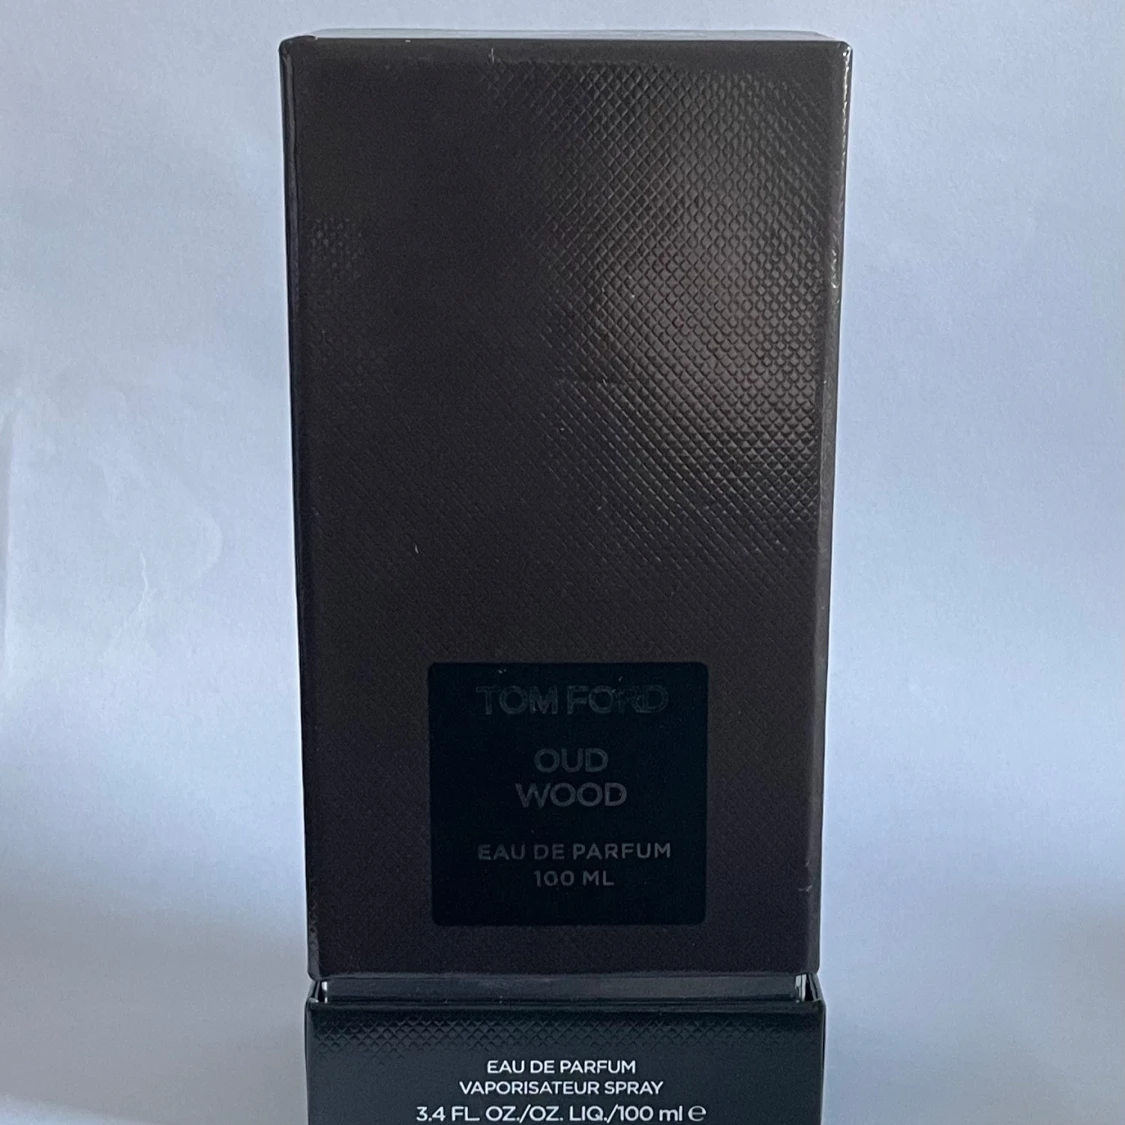 TOM FORD
OUD
WOOD
EAU DE PARFUM
100 ML
EAU DE PARFUM
VAPORISATEUR SPRAY
3.4 FL. OZ./OZ. LIQ./100 ml ℮